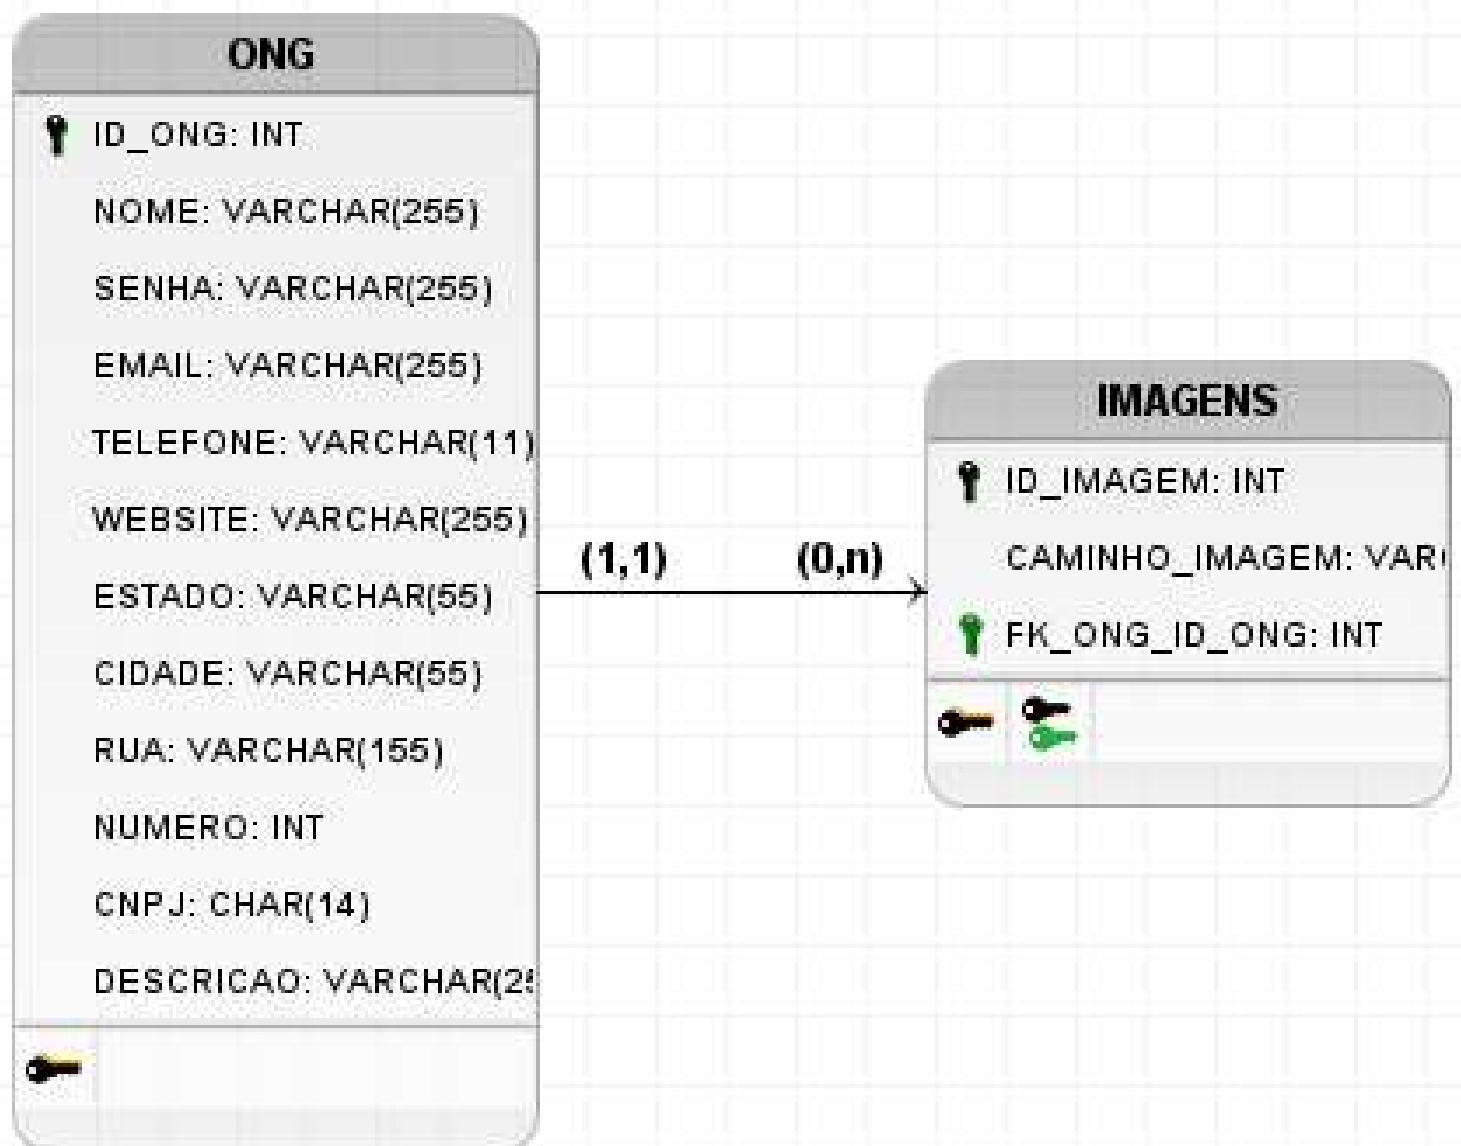 ONG
ID_ONG: INT
NOME: VARCHAR(255)
SENHA: VARCHAR(255)
EMAIL: VARCHAR(255)
TELEFONE: VARCHAR(11)
WEBSITE: VARCHAR(255)
ESTADO: VARCHAR(55)
CIDADE: VARCHAR(55)
RUA: VARCHAR(155)
NUMERO: INT
CNPJ: CHAR(14)
DESCRICAO: VARCHAR(25
(1,1) (0,n)
IMAGENS
ID_IMAGEM: INT
CAMINHO_IMAGEM: VAR
FK_ONG_ID_ONG: INT